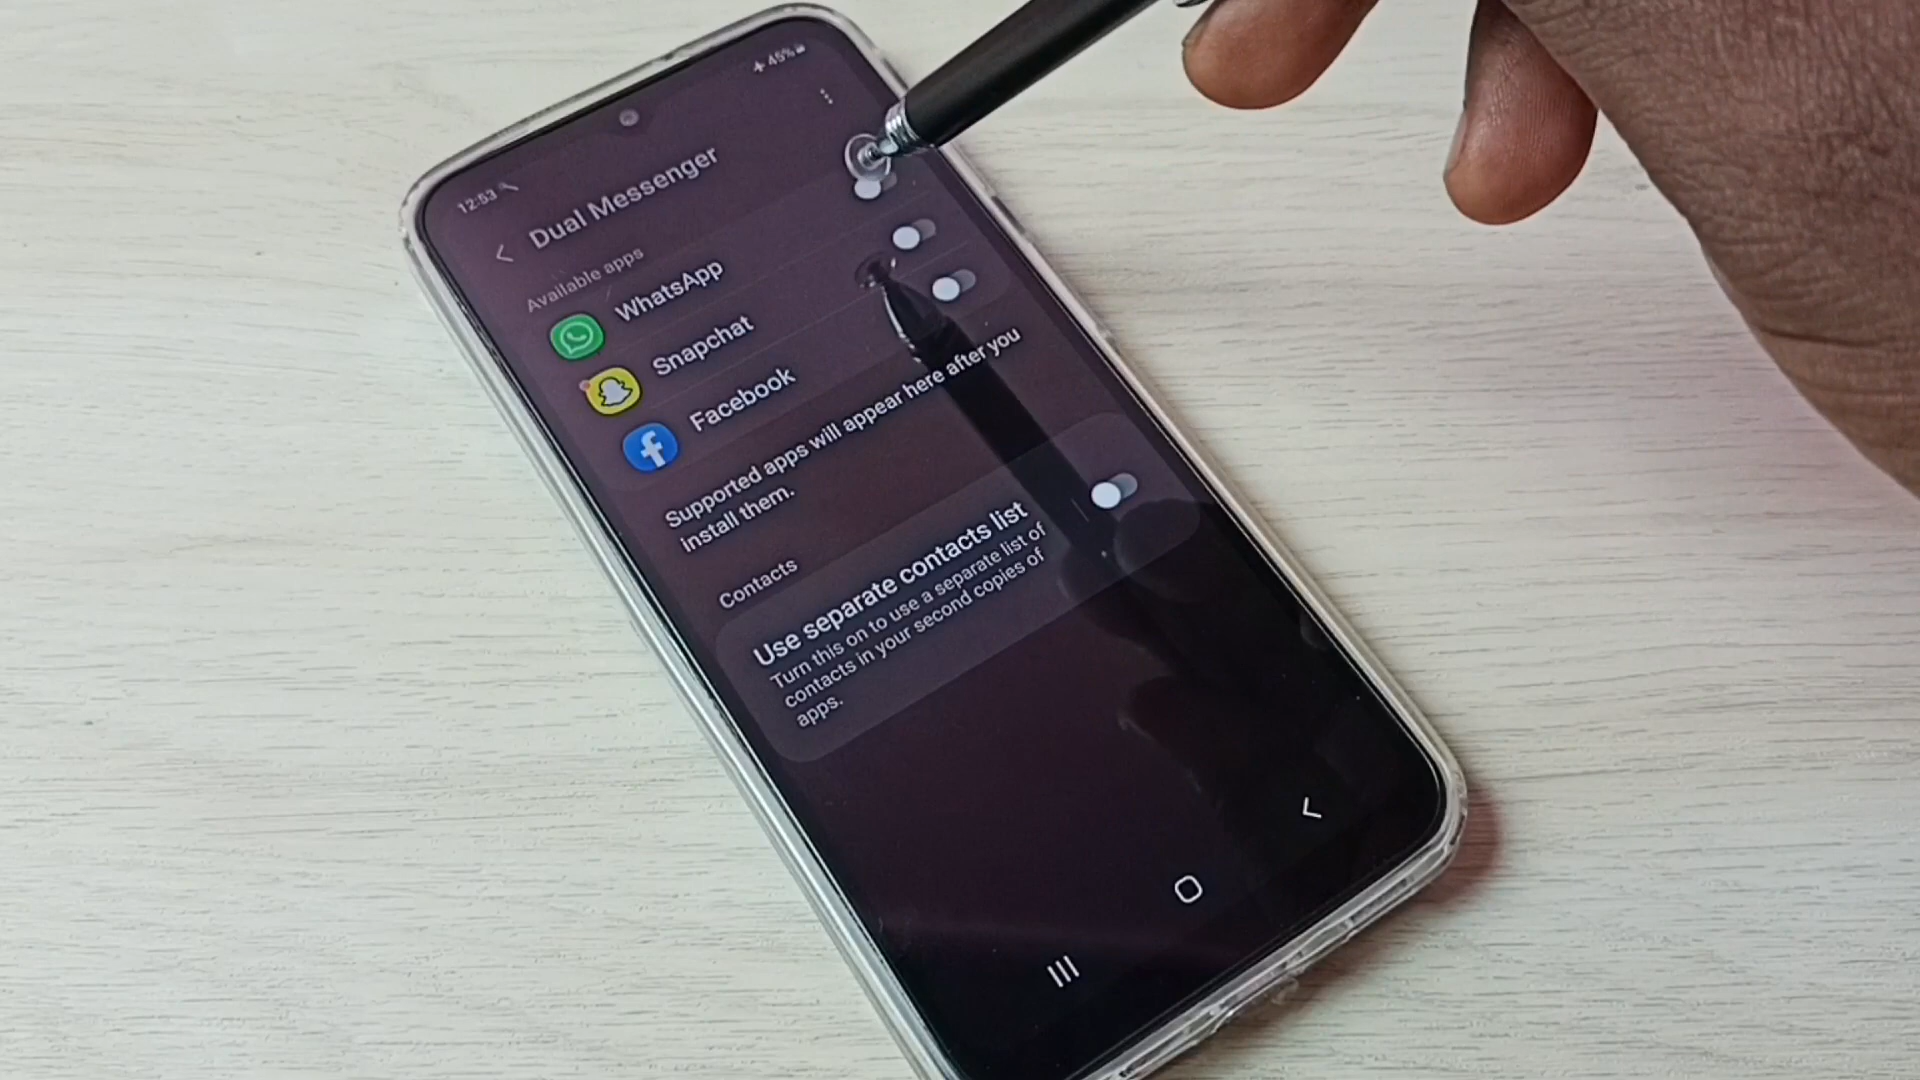 12:53
45%
Dual Messenger
Available apps
WhatsApp
Snapchat
Facebook
Supported apps will appear here after you
install them.
Contacts
Use separate contacts list
Turn this on to use a separate list of
contacts in your second copies of
apps.